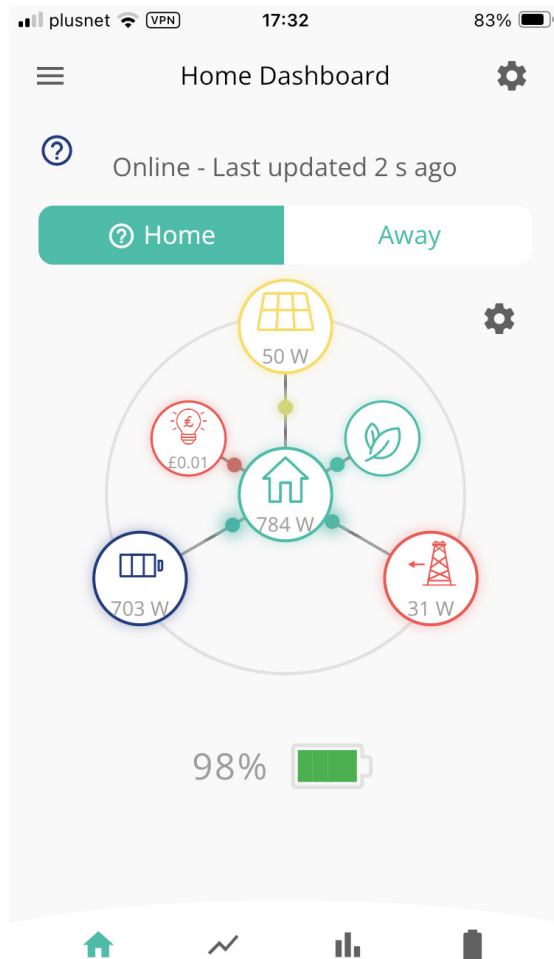 plusnet VPN 17:32 83%
Home Dashboard
Online - Last updated 2 s ago
Home Away
50 W
£
£0.01
784 W
703 W
31 W
98%